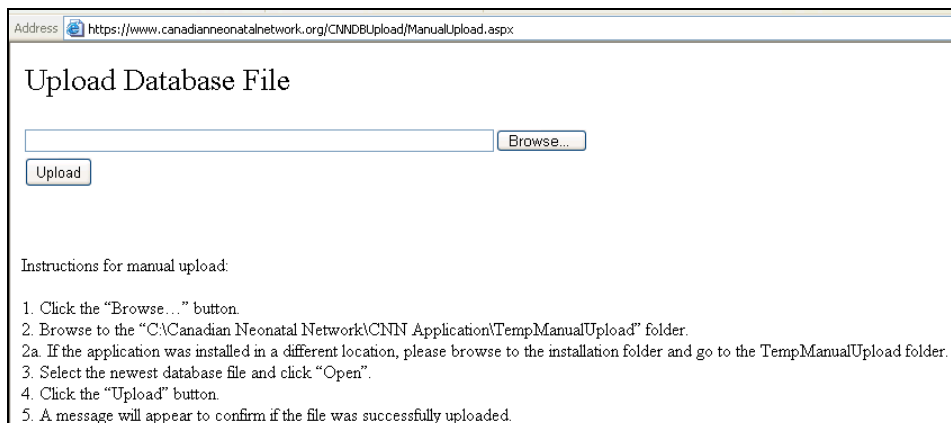 Address https://www.canadianneonatalnetwork.org/CNNDBUpload/ManualUpload.aspx
Upload Database File
Browse...
Upload
Instructions for manual upload:
1. Click the “Browse…” button.
2. Browse to the “C:\Canadian Neonatal Network\CNN Application\TempManualUpload” folder.
2a. If the application was installed in a different location, please browse to the installation folder and go to the TempManualUpload folder.
3. Select the newest database file and click “Open”.
4. Click the “Upload” button.
5. A message will appear to confirm if the file was successfully uploaded.